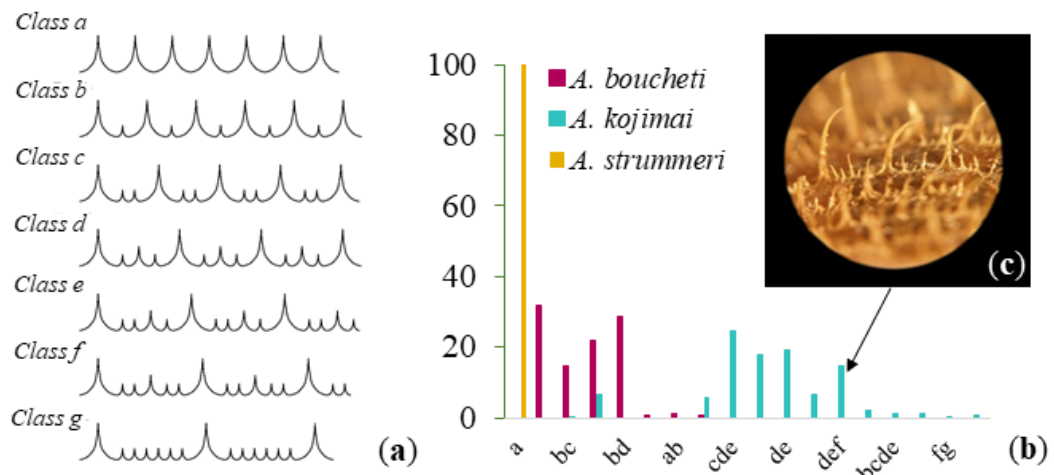 Class a
Class b
Class c
Class d
Class e
Class f
Class g
(a)
100
80
60
40
20
0
A. boucheti
A. kojimai
A. strummeri
a
bc
bd
ab
cde
de
def
bcde
fg
(b)
(c)